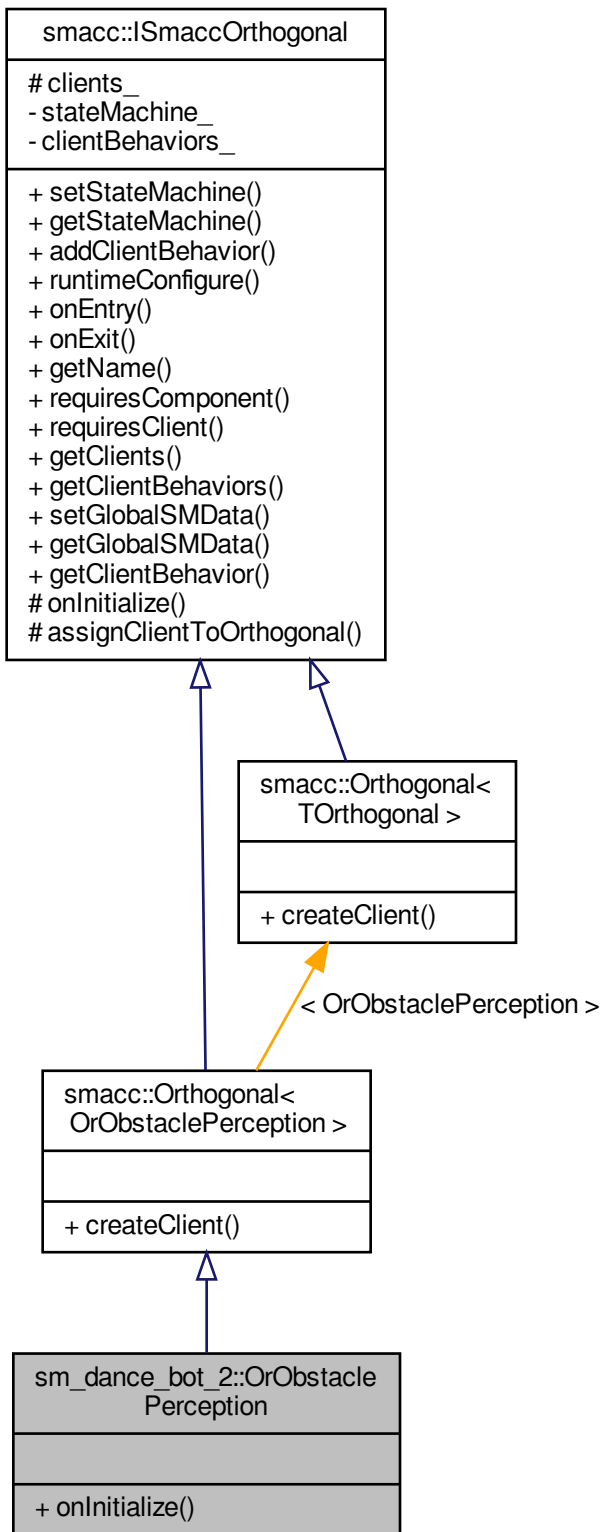 smacc::ISmaccOrthogonal
# clients_
- stateMachine_
- clientBehaviors_
+ setStateMachine()
+ getStateMachine()
+ addClientBehavior()
+ runtimeConfigure()
+ onEntry()
+ onExit()
+ getName()
+ requiresComponent()
+ requiresClient()
+ getClients()
+ getClientBehaviors()
+ setGlobalSMData()
+ getGlobalSMData()
+ getClientBehavior()
# onInitialize()
# assignClientToOrthogonal()
smacc::Orthogonal<
TOrthogonal >
+ createClient()
< OrObstaclePerception >
smacc::Orthogonal<
OrObstaclePerception >
+ createClient()
sm_dance_bot_2::OrObstacle
Perception
+ onInitialize()